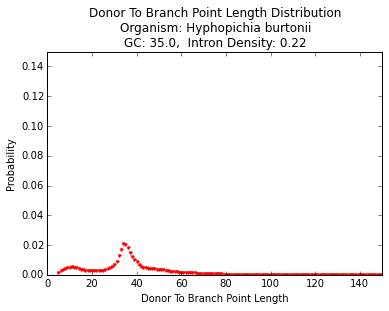 Donor To Branch Point Length Distribution
Organism: Hyphopichia burtonii
GC: 35.0,  Intron Density: 0.22
0.14
0.12
0.10
0.08
0.06
0.04
0.02
0.00
Probability
0 20 40 60 80 100 120 140
Donor To Branch Point Length